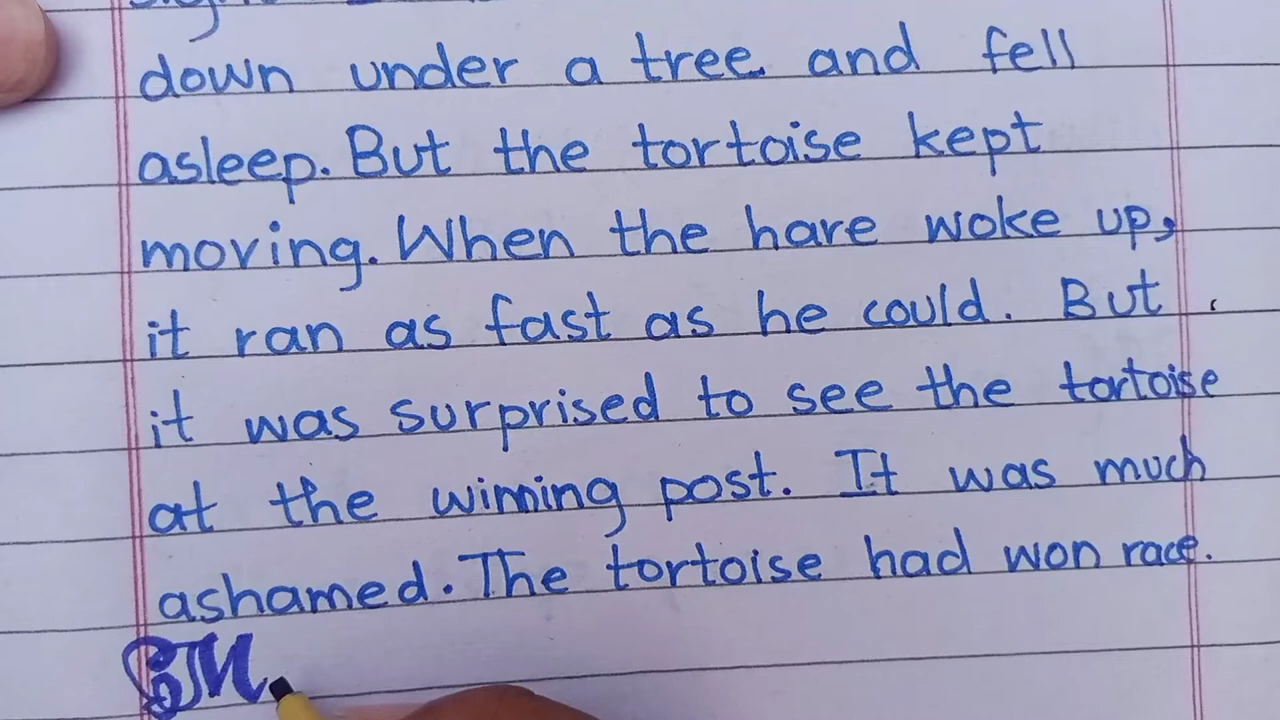 down under a tree and fell
asleep. But the tortoise kept
moving. When the hare woke up,
it ran as fast as he could. But
it was surprised to see the tortoise
at the wining post. It was much
ashamed. The tortoise had won race.